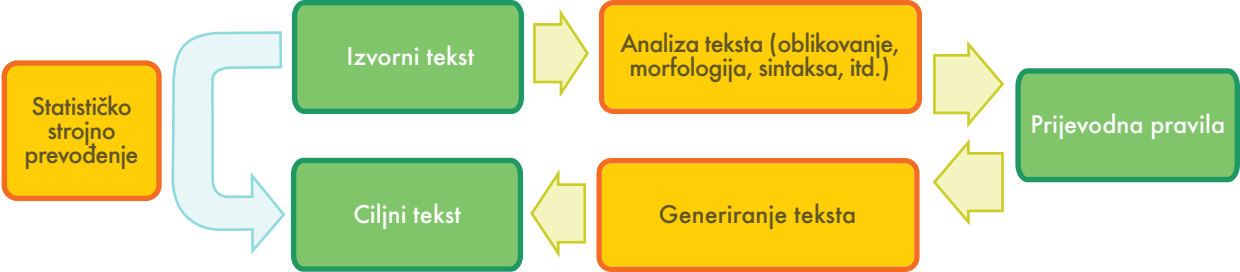 Izvorni tekst
Analiza teksta (oblikovanje,
morfologija, sintaksa, itd.)
Statističko
strojno
prevođenje
Prijevodna pravila
Ciljni tekst
Generiranje teksta